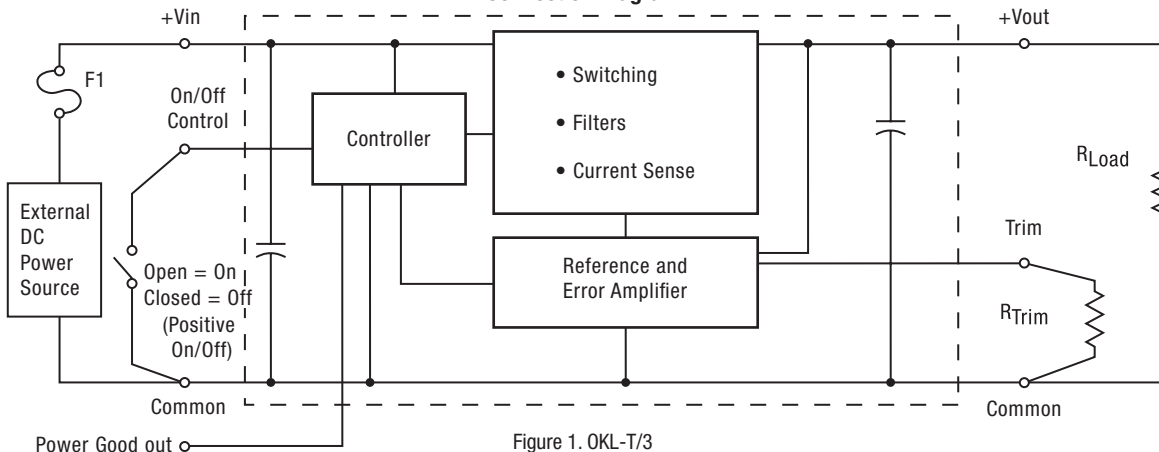 +Vin
+Vout
F1
On/Off
Control
Controller
• Switching
• Filters
• Current Sense
RLoad
External
DC
Power
Source
Open = On
Closed = Off
(Positive
On/Off)
Reference and
Error Amplifier
Trim
RTrim
Common
Common
Power Good out
Figure 1. OKL-T/3